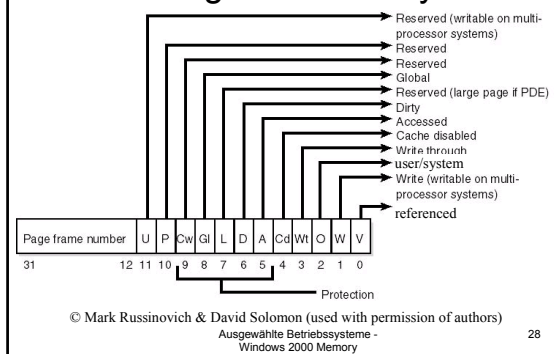 Reserved (writable on multi-
processor systems)
Reserved
Reserved
Global
Reserved (large page if PDE)
Dirty
Accessed
Cache disabled
Write through
user/system
Write (writable on multi-
processor systems)
referenced
Page frame number U P Cw Gl L D A Cd Wt O W V
31 12 11 10 9 8 7 6 5 4 3 2 1 0
Protection
© Mark Russinovich & David Solomon (used with permission of authors)
Ausgewählte Betriebssysteme -
Windows 2000 Memory
28